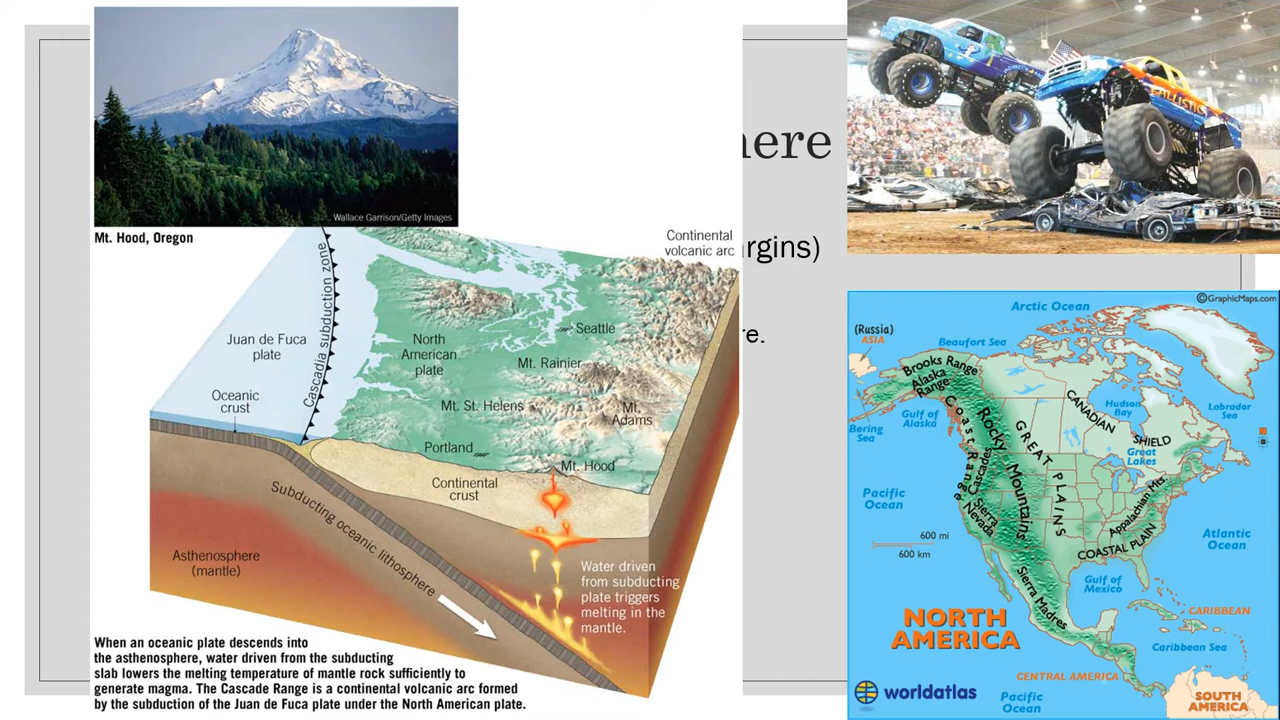 Wallace Garrison/Getty Images
Mt. Hood, Oregon
here
rgins)
re.
Continental
volcanic arc
Cascadia subduction zone
Juan de Fuca
plate
North
American
plate
Seattle
Mt. Rainier
Oceanic
crust
Mt. St. Helens
Mt.
Adams
Portland
Mt. Hood
Continental
crust
Subducting oceanic lithosphere
Asthenosphere
(mantle)
Water driven
from subducting
plate triggers
melting in the
mantle.
When an oceanic plate descends into
the asthenosphere, water driven from the subducting
slab lowers the melting temperature of mantle rock sufficiently to
generate magma. The Cascade Range is a continental volcanic arc formed
by the subduction of the Juan de Fuca plate under the North American plate.
©GraphicMaps.com
Arctic Ocean
(Russia)
ASIA
Beaufort Sea
Brooks Range
Alaska
Range
Bering
Sea
Gulf of
Alaska
Coast Range
Rocky Mountains
CANADIAN
SHIELD
Hudson
Bay
Labrador
Sea
Great
Lakes
GREAT PLAINS
Cascades
Sierra
Nevada
Pacific
Ocean
Appalachian Mts.
COASTAL PLAIN
Atlantic
Ocean
600 mi
600 km
Gulf of
Mexico
Sierra Madres
NORTH
AMERICA
CARIBBEAN
Caribbean Sea
CENTRAL AMERICA
worldatlas
Pacific
Ocean
SOUTH
AMERICA